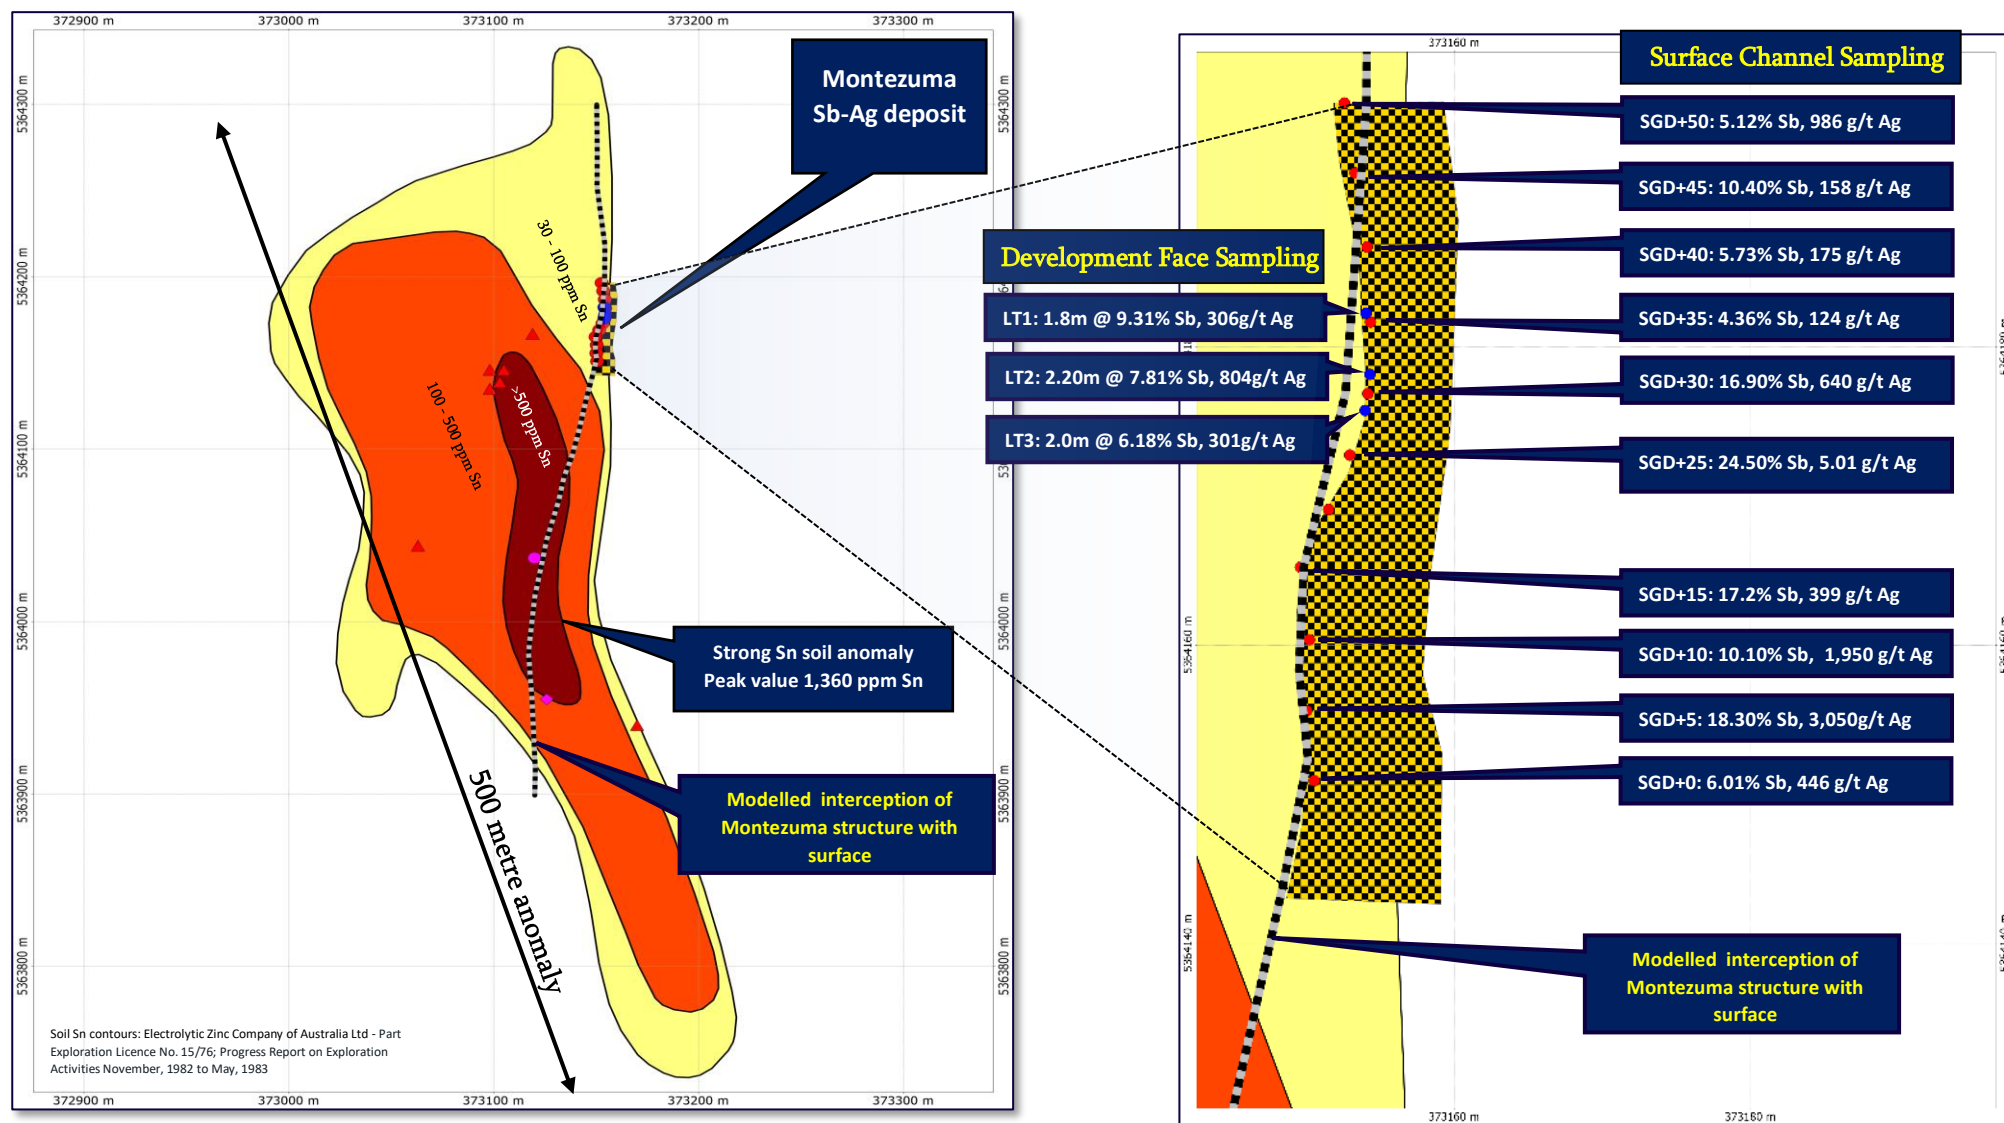 372900 m
373000 m
373100 m
373200 m
373300 m
5364300 m
5364200 m
5364100 m
5364000 m
5363900 m
5363800 m
Montezuma
Sb-Ag deposit
30 - 100 ppm Sn
100 - 500 ppm Sn
>500 ppm Sn
Strong Sn soil anomaly
Peak value 1,360 ppm Sn
Modelled interception of
Montezuma structure with
surface
500 metre anomaly
Soil Sn contours: Electrolytic Zinc Company of Australia Ltd - Part
Exploration Licence No. 15/76; Progress Report on Exploration
Activities November, 1982 to May, 1983
5364300 m
5364000 m
5363900 m
5363800 m
372900 m
373000 m
373100 m
373200 m
373300 m
373160 m
Surface Channel Sampling
SGD+50: 5.12% Sb, 986 g/t Ag
SGD+45: 10.40% Sb, 158 g/t Ag
SGD+40: 5.73% Sb, 175 g/t Ag
SGD+35: 4.36% Sb, 124 g/t Ag
SGD+30: 16.90% Sb, 640 g/t Ag
SGD+25: 24.50% Sb, 5.01 g/t Ag
SGD+15: 17.2% Sb, 399 g/t Ag
SGD+10: 10.10% Sb, 1,950 g/t Ag
SGD+5: 18.30% Sb, 3,050g/t Ag
SGD+0: 6.01% Sb, 446 g/t Ag
Development Face Sampling
LT1: 1.8m @ 9.31% Sb, 306g/t Ag
LT2: 2.20m @ 7.81% Sb, 804g/t Ag
LT3: 2.0m @ 6.18% Sb, 301g/t Ag
5364160 m
5364140 m
Modelled interception of
Montezuma structure with
surface
373160 m
373180 m